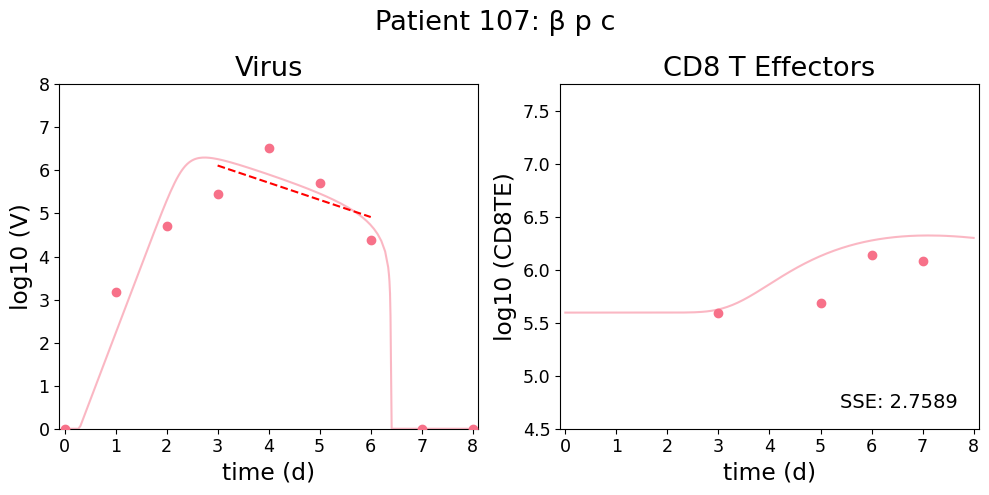 Patient 107: β p c
Virus
CD8 T Effectors
log10 (V)
8
7
6
5
4
3
2
1
0
0 1 2 3 4 5 6 7 8
time (d)
log10 (CD8TE)
7.5
7.0
6.5
6.0
5.5
5.0
4.5
SSE: 2.7589
0 1 2 3 4 5 6 7 8
time (d)